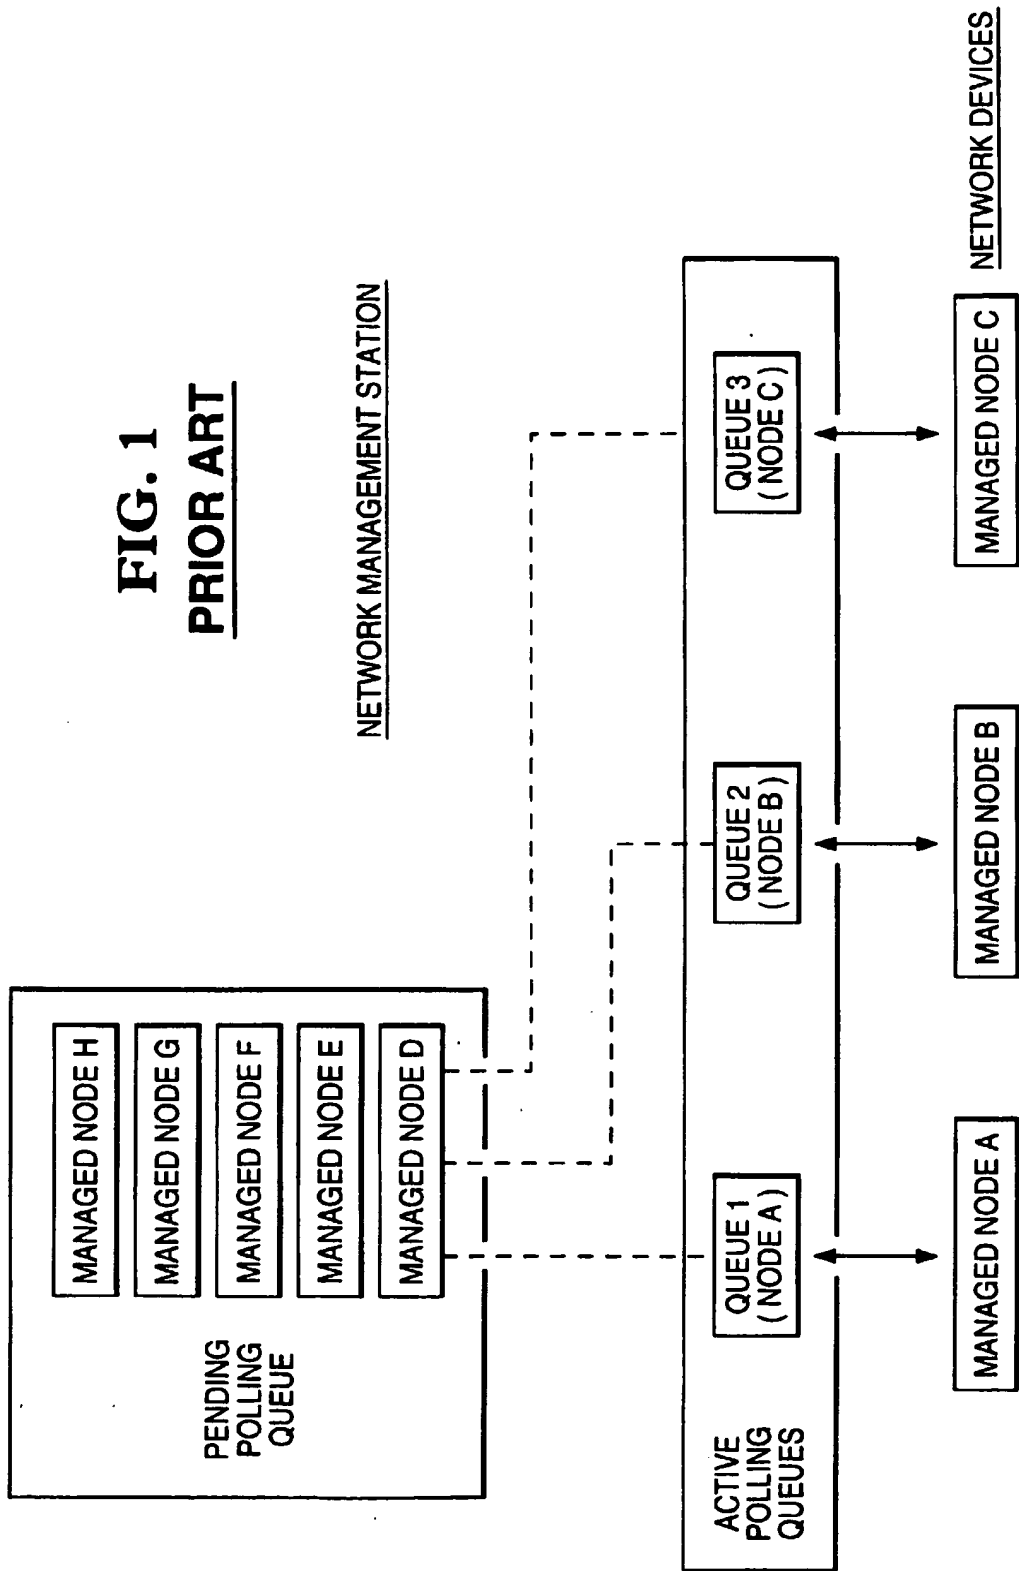 FIG. 1
PRIOR ART
NETWORK MANAGEMENT STATION
PENDING
POLLING
QUEUE
MANAGED NODE H
MANAGED NODE G
MANAGED NODE F
MANAGED NODE E
MANAGED NODE D
ACTIVE
POLLING
QUEUES
QUEUE 1
( NODE A )
QUEUE 2
( NODE B )
QUEUE 3
( NODE C )
MANAGED NODE A
MANAGED NODE B
MANAGED NODE C
NETWORK DEVICES